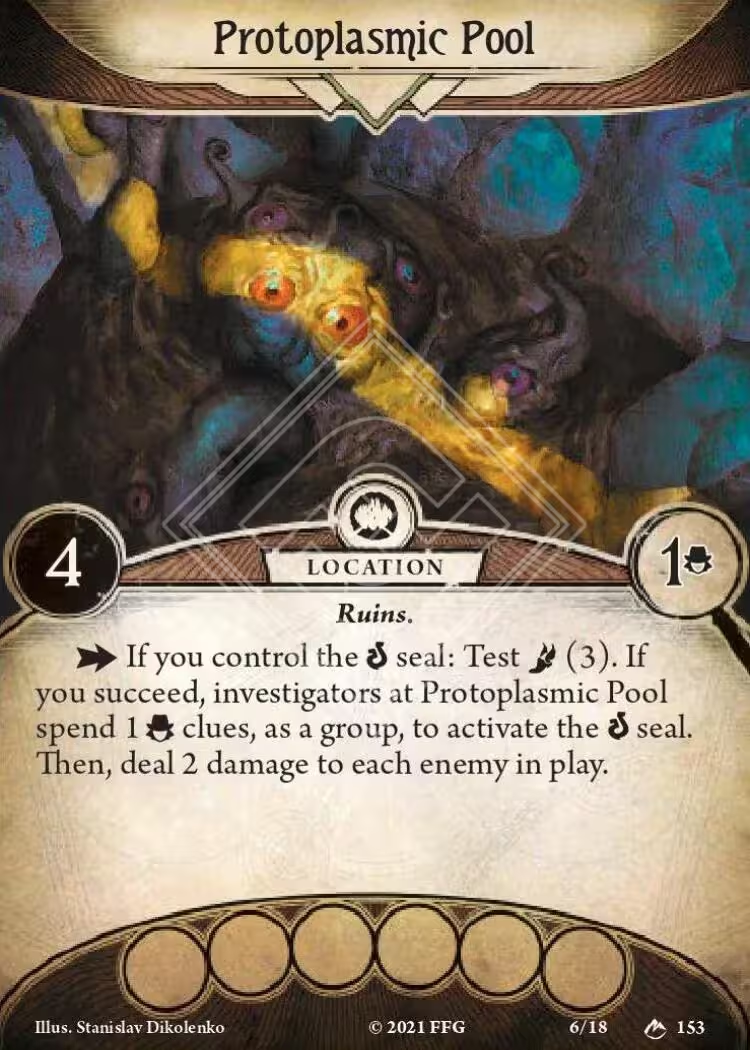 Protoplasmic Pool
4
LOCATION
1
Ruins.
If you control the seal: Test (3). If
you succeed, investigators at Protoplasmic Pool
spend 1 clues, as a group, to activate the seal.
Then, deal 2 damage to each enemy in play.
Illus. Stanislav Dikolenko © 2021 FFG 6/18 153